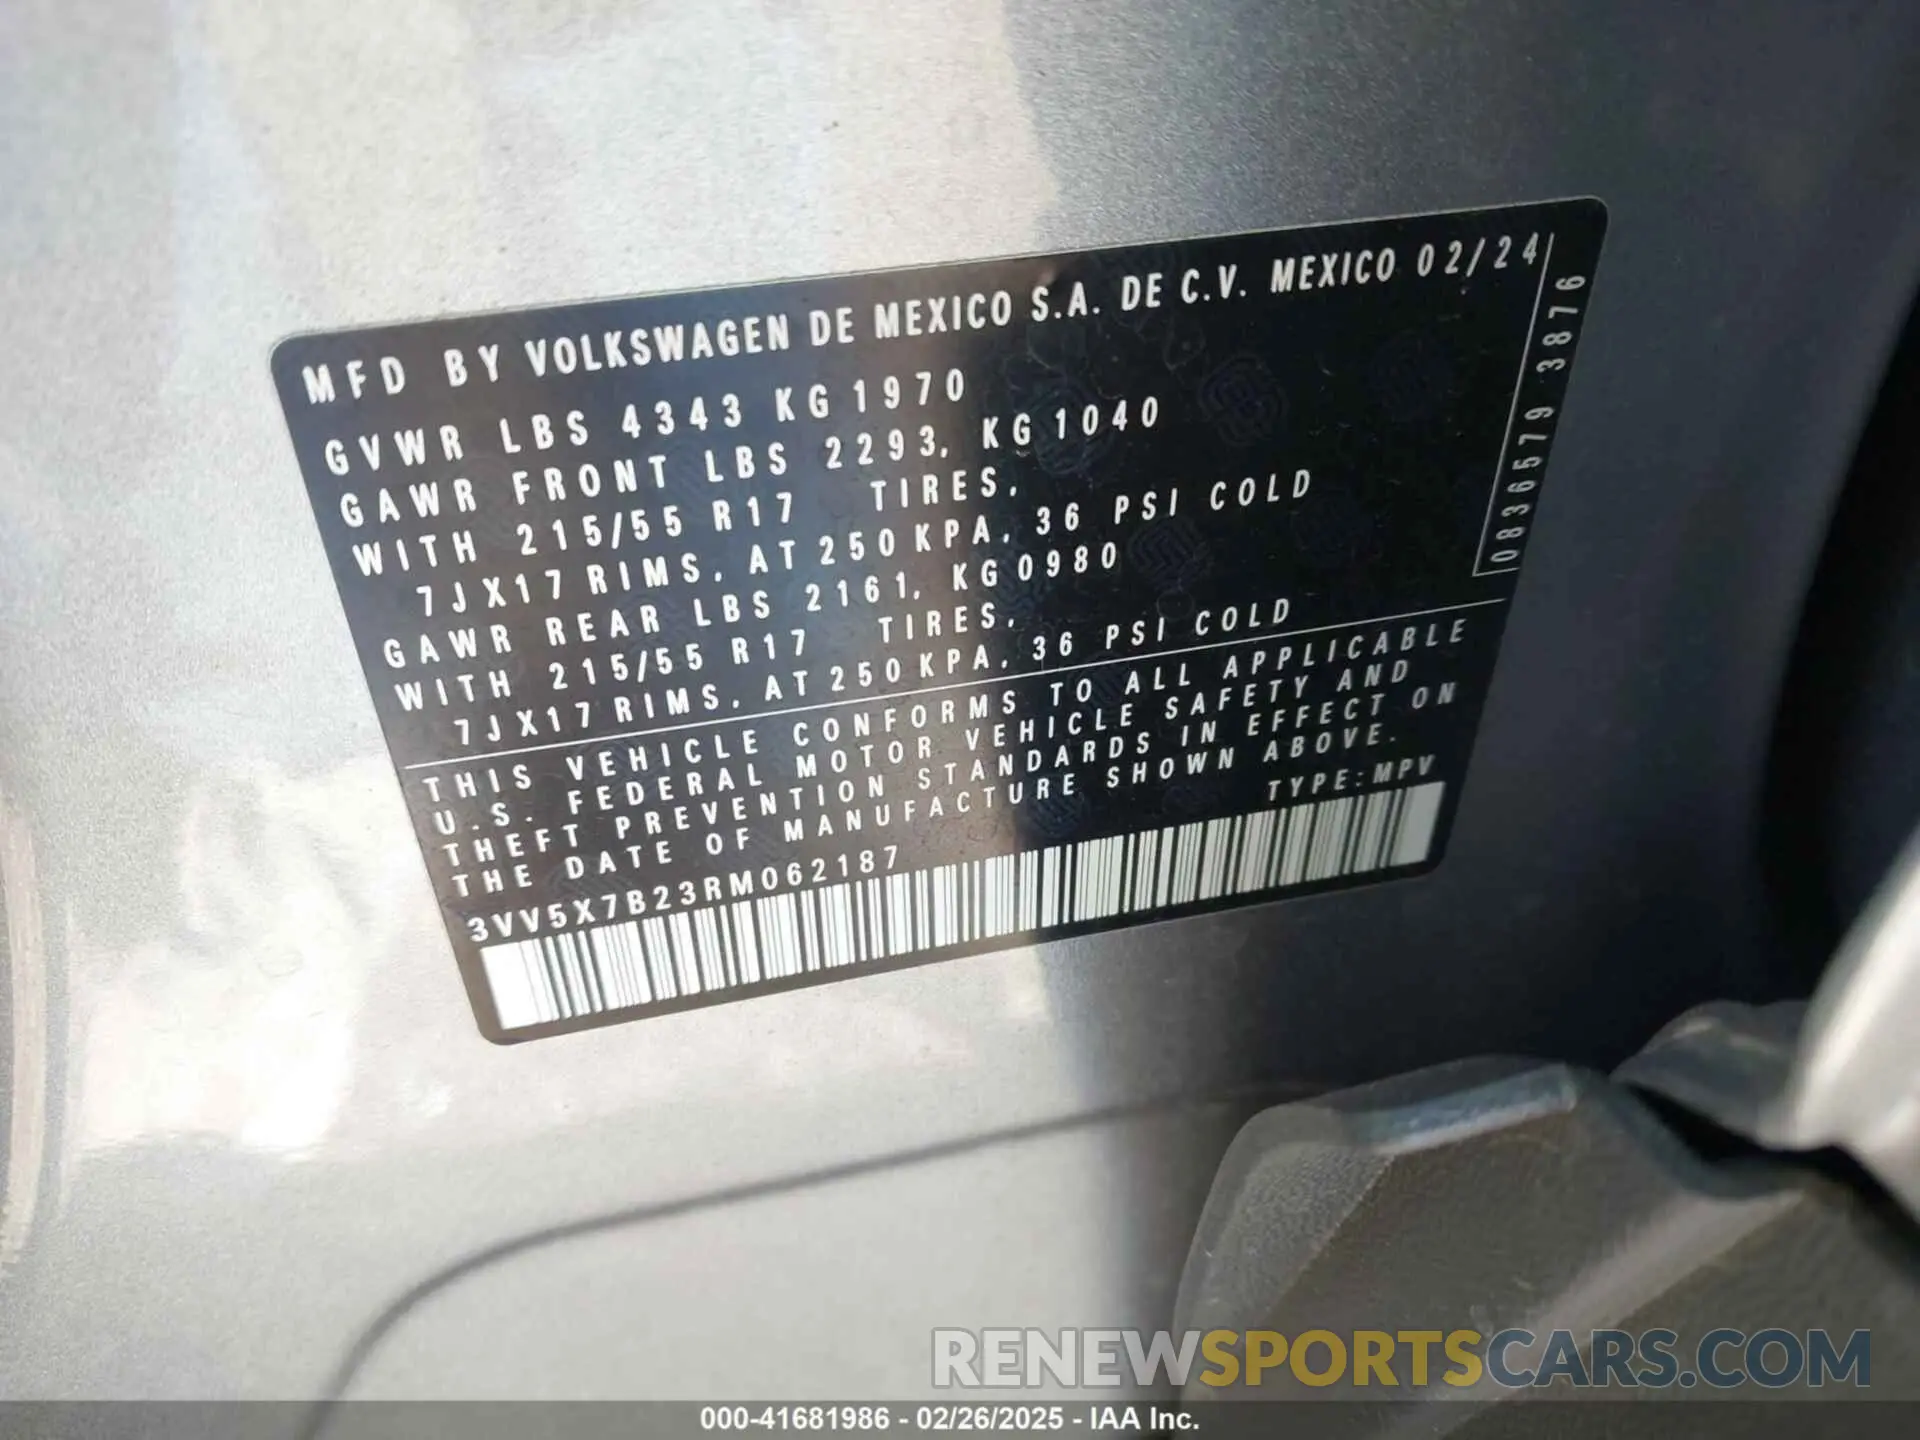 MFD BY VOLKSWAGEN DE MEXICO S.A. DE C.V. MEXICO 02/24
GVWR LBS 4343 KG 1970
GAWR FRONT LBS 2293, KG 1040
WITH 215/55 R17 TIRES,
7JX17 RIMS, AT 250 KPA, 36 PSI COLD
GAWR REAR LBS 2161, KG 0980
WITH 215/55 R17 TIRES,
7JX17 RIMS, AT 250 KPA, 36 PSI COLD
THIS VEHICLE CONFORMS TO ALL APPLICABLE
U.S. FEDERAL MOTOR VEHICLE SAFETY AND
THEFT PREVENTION STANDARDS IN EFFECT ON
THE DATE OF MANUFACTURE SHOWN ABOVE.
3VV5X7B23RM062187 TYPE:MPV
0836579 3876
RENEWSPORTSCARS.COM
000-41681986 - 02/26/2025 - IAA Inc.